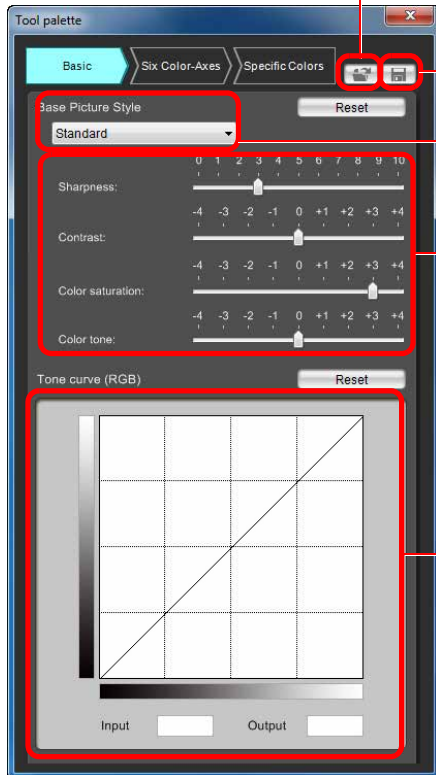 Tool palette
Basic Six Color-Axes Specific Colors
Base Picture Style Reset
Standard
0 1 2 3 4 5 6 7 8 9 10
Sharpness:
-4 -3 -2 -1 0 +1 +2 +3 +4
Contrast:
-4 -3 -2 -1 0 +1 +2 +3 +4
Color saturation:
-4 -3 -2 -1 0 +1 +2 +3 +4
Color tone:
Tone curve (RGB) Reset
Input Output